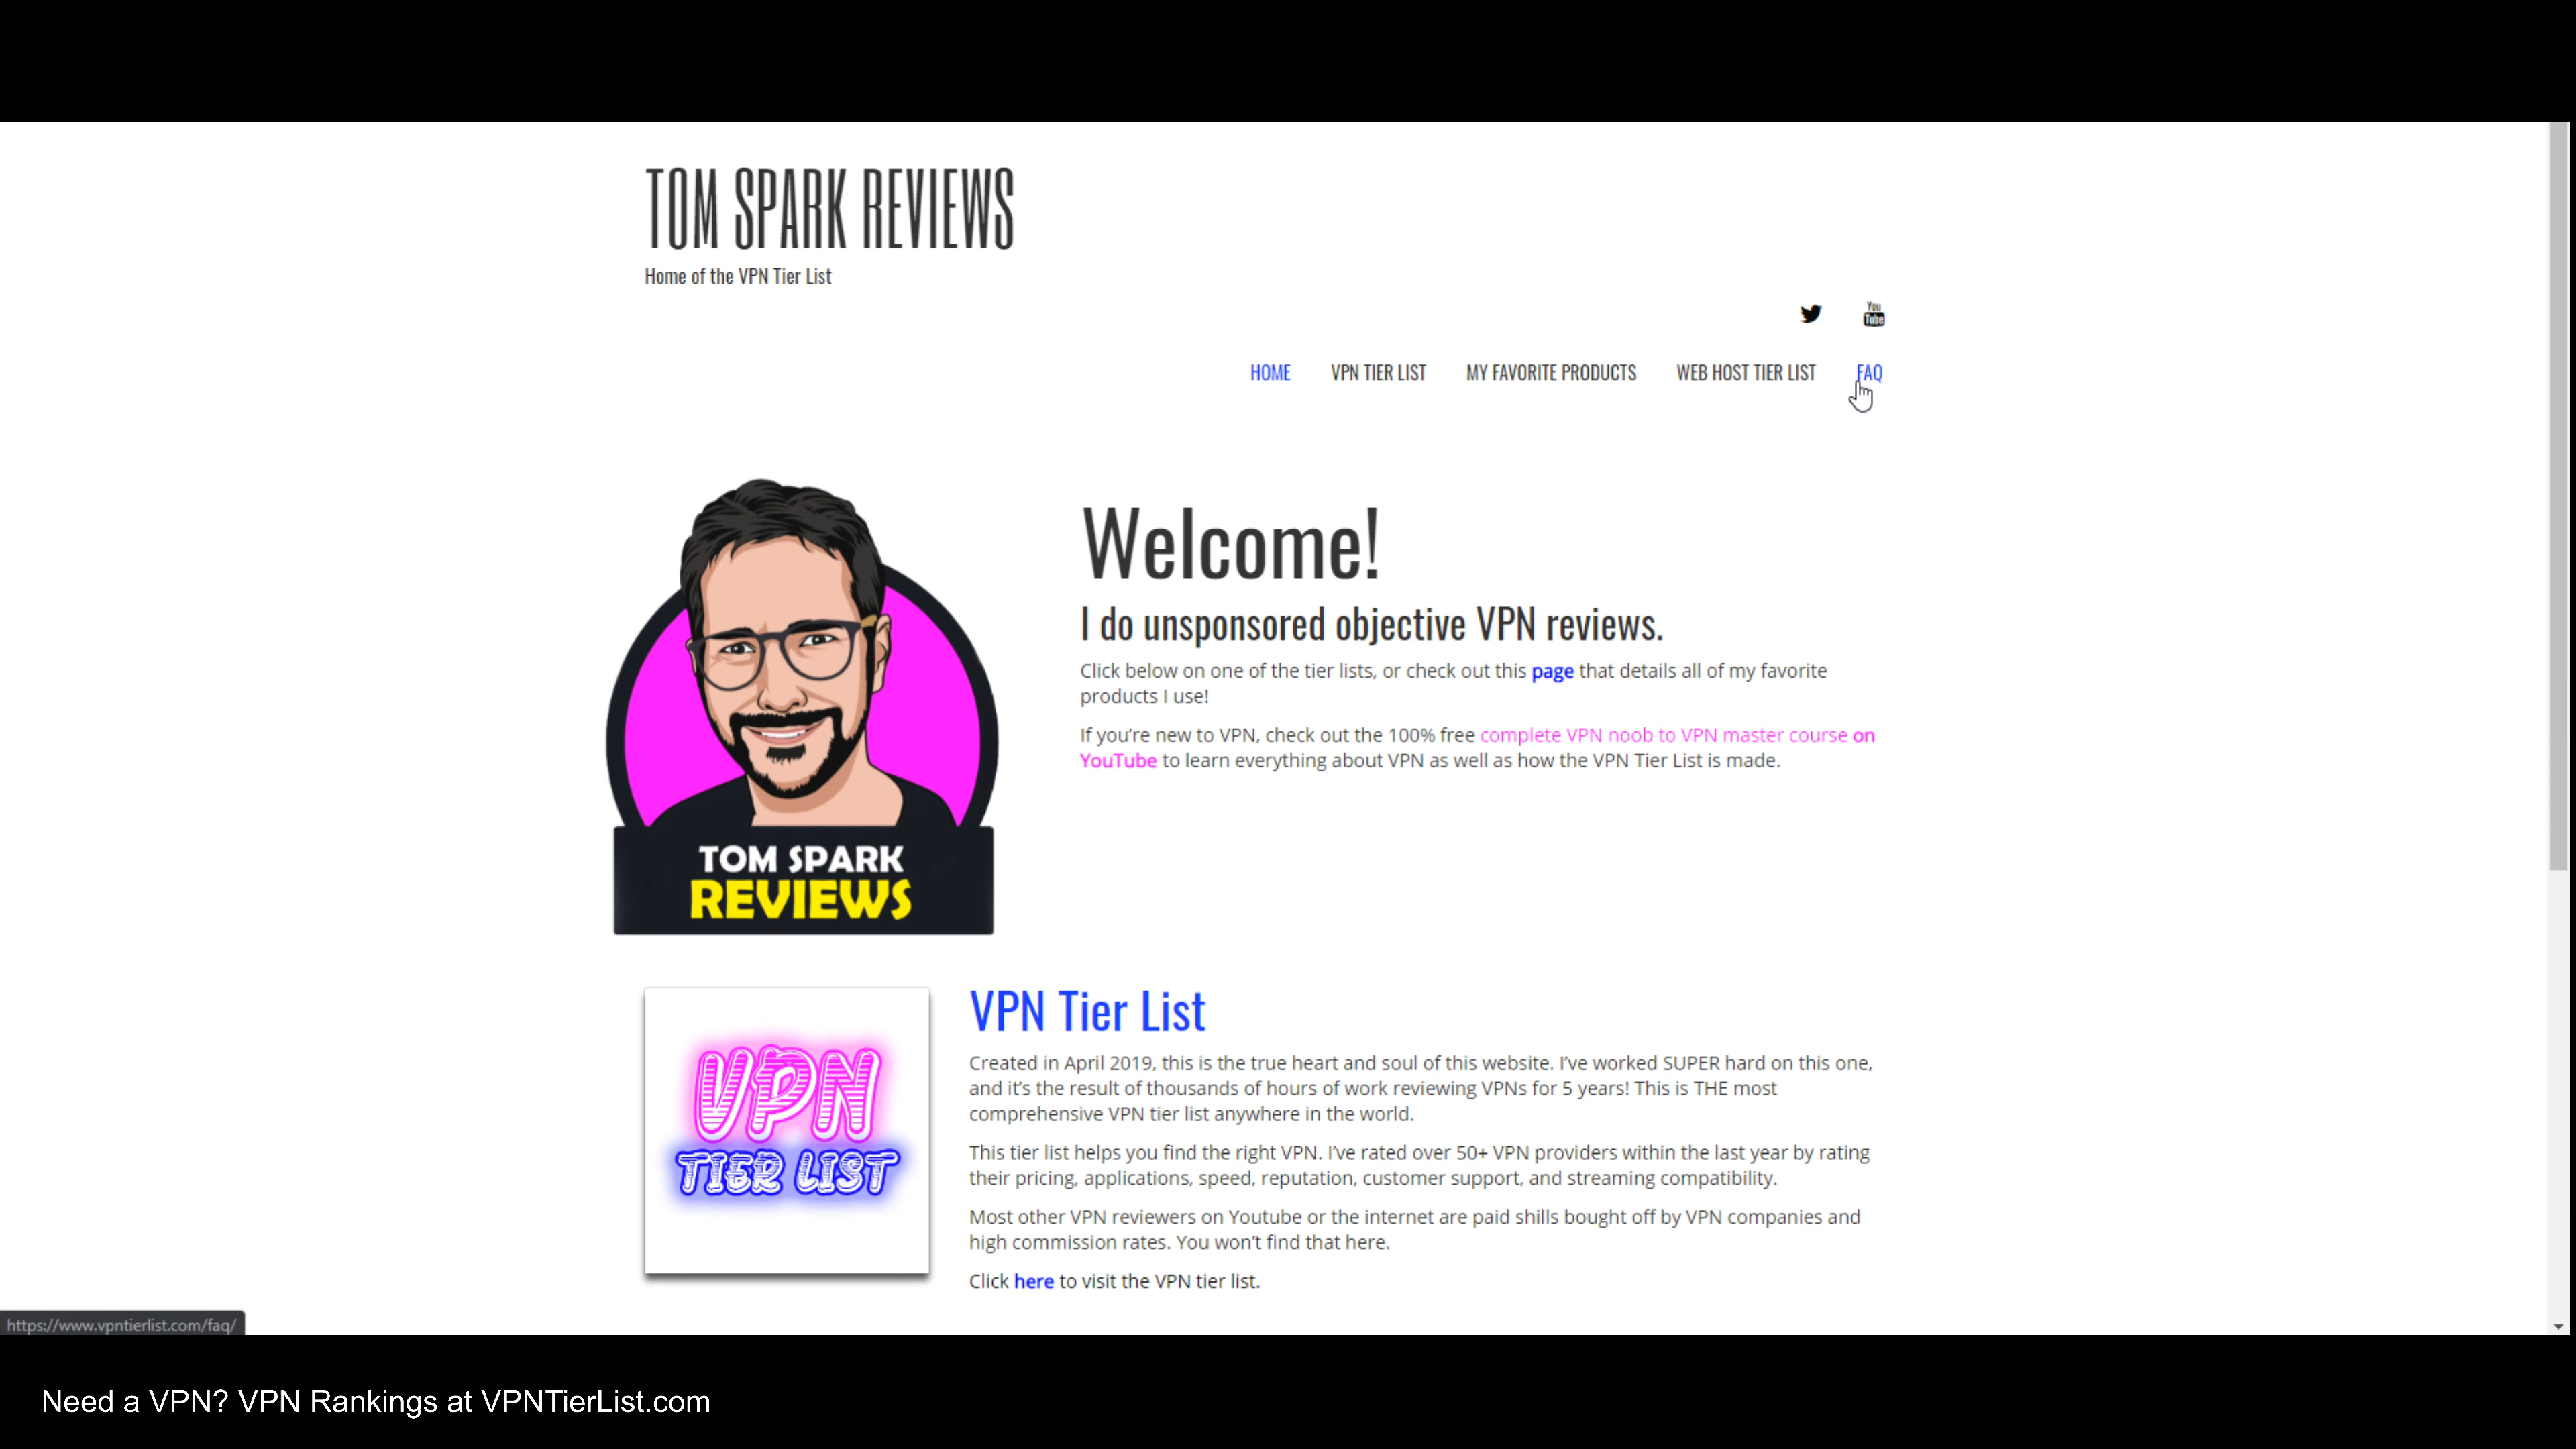 TOM SPARK REVIEWS
Home of the VPN Tier List
You
Tube
HOME VPN TIER LIST MY FAVORITE PRODUCTS WEB HOST TIER LIST FAQ
Welcome!
I do unsponsored objective VPN reviews.
Click below on one of the tier lists, or check out this page that details all of my favorite
products I use!
If you're new to VPN, check out the 100% free complete VPN noob to VPN master course on
YouTube to learn everything about VPN as well as how the VPN Tier List is made.
TOM SPARK
REVIEWS
VPN
TIER LIST
VPN Tier List
Created in April 2019, this is the true heart and soul of this website. I've worked SUPER hard on this one,
and it's the result of thousands of hours of work reviewing VPNs for 5 years! This is THE most
comprehensive VPN tier list anywhere in the world.
This tier list helps you find the right VPN. I've rated over 50+ VPN providers within the last year by rating
their pricing, applications, speed, reputation, customer support, and streaming compatibility.
Most other VPN reviewers on Youtube or the internet are paid shills bought off by VPN companies and
high commission rates. You won't find that here.
Click here to visit the VPN tier list.
https://www.vpntierlist.com/faq/
Need a VPN? VPN Rankings at VPNTierList.com